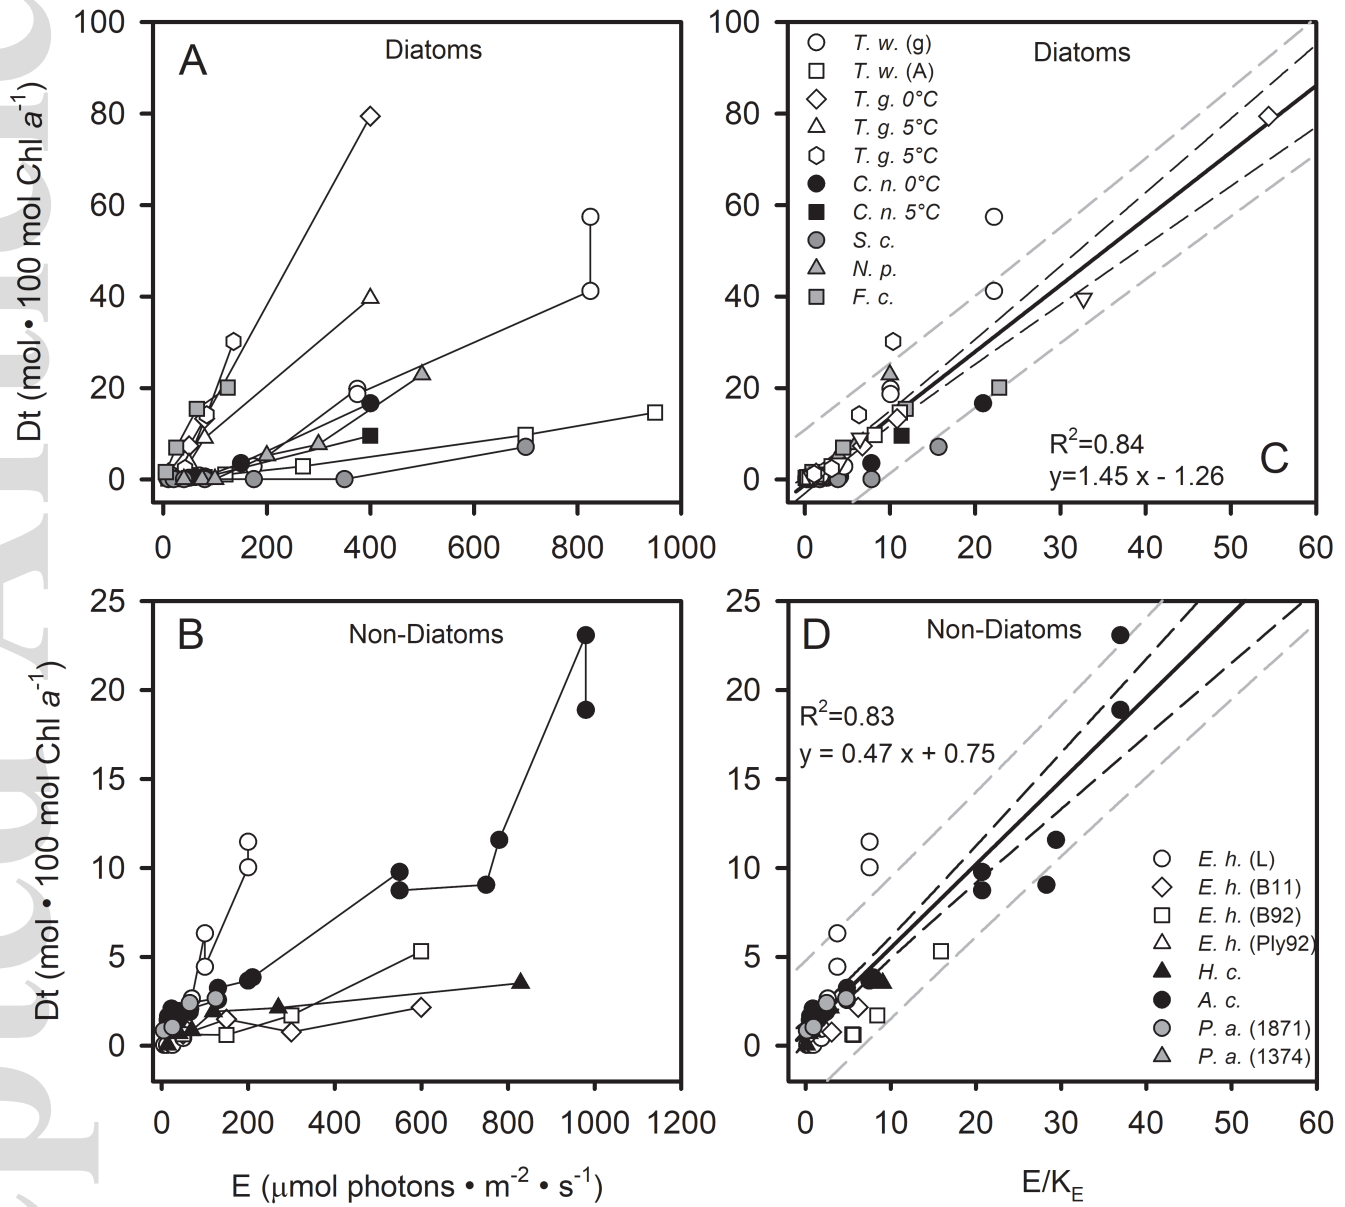 A
Diatoms
100
80
60
40
20
0
Dt (mol • 100 mol Chl a⁻¹)
0 200 400 600 800 1000
100
80
60
40
20
0
Diatoms
T. w. (g)
T. w. (A)
T. g. 0°C
T. g. 5°C
T. g. 5°C
C. n. 0°C
C. n. 5°C
S. c.
N. p.
F. c.
R²=0.84
y=1.45 x - 1.26
C
0 10 20 30 40 50 60
B
Non-Diatoms
25
20
15
10
5
0
Dt (mol • 100 mol Chl a⁻¹)
0 200 400 600 800 1000 1200
E (μmol photons • m⁻² • s⁻¹)
D
Non-Diatoms
25
20
15
10
5
0
R²=0.83
y = 0.47 x + 0.75
E. h. (L)
E. h. (B11)
E. h. (B92)
E. h. (Ply92)
H. c.
A. c.
P. a. (1871)
P. a. (1374)
0 10 20 30 40 50 60
E/K_E